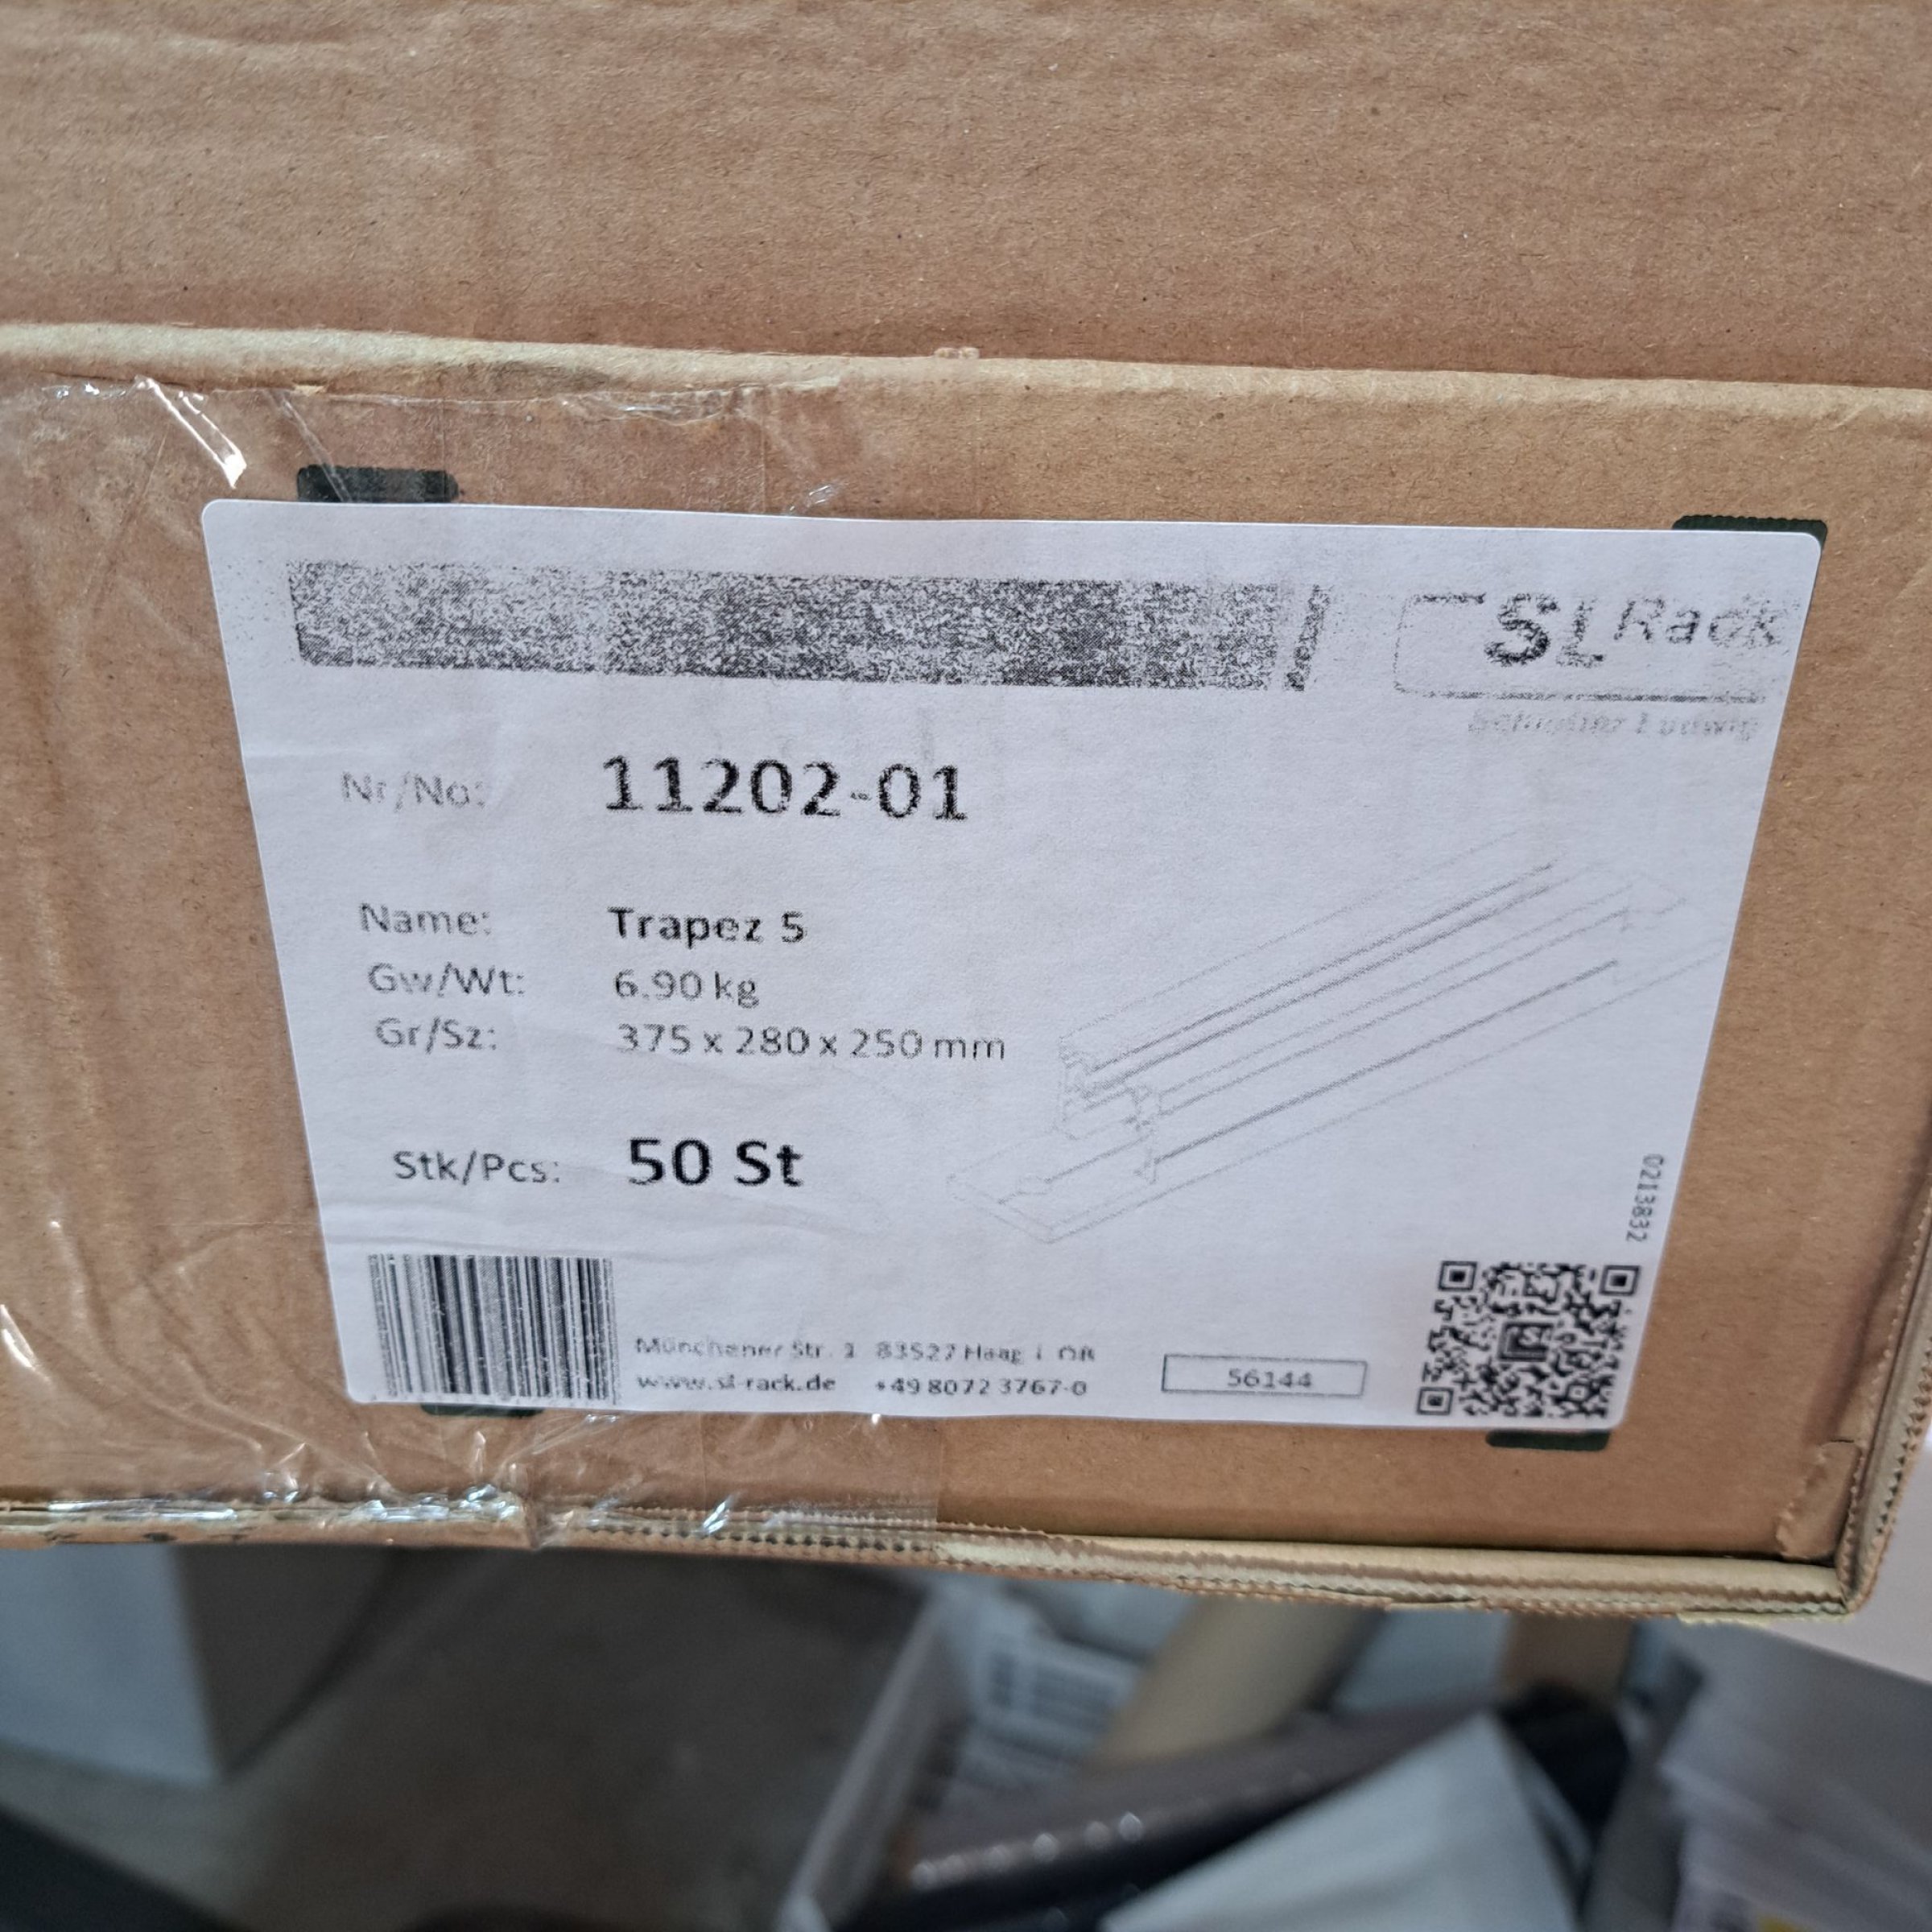 SL Rack
Nr/No: 11202-01
Name: Trapez 5
Gw/Wt: 6.90 kg
Gr/Sz: 375 x 280 x 250 mm
Stk/Pcs: 50 St
0213832
Münchener Str. 1 83527 Haag i. OB
www.sl-rack.de +49 8072 3767-0
56144